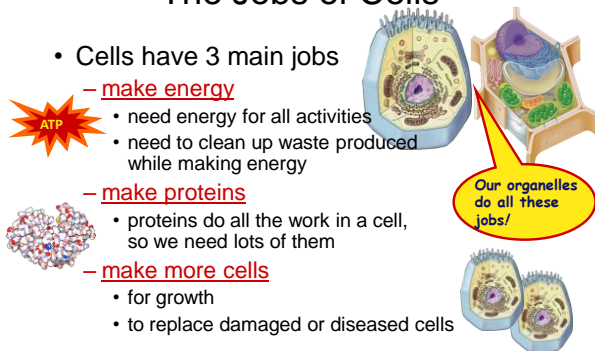 The Jobs of Cells
• Cells have 3 main jobs
– make energy
• need energy for all activities
• need to clean up waste produced
while making energy
ATP
– make proteins
• proteins do all the work in a cell,
so we need lots of them
Our organelles
do all these
jobs!
– make more cells
• for growth
• to replace damaged or diseased cells